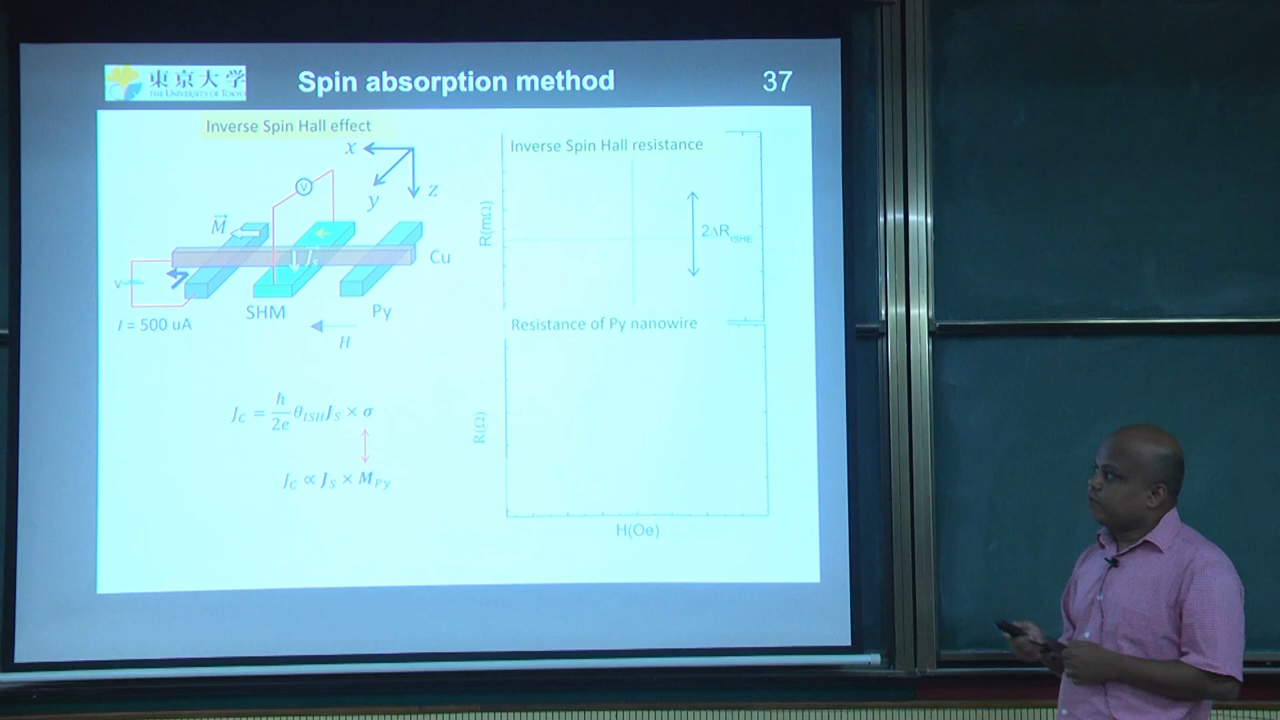 東京大学
THE UNIVERSITY OF TOKYO
Spin absorption method
37
Inverse Spin Hall effect
x
y
z
V
M⃗
Cu
SHM
Py
I = 500 uA
H
J_C = ℏ/2e θ_ISH J_S × σ
J_C ∝ J_S × M_Py
Inverse Spin Hall resistance
R(mΩ)
2ΔR_ISHE
Resistance of Py nanowire
R(Ω)
H(Oe)